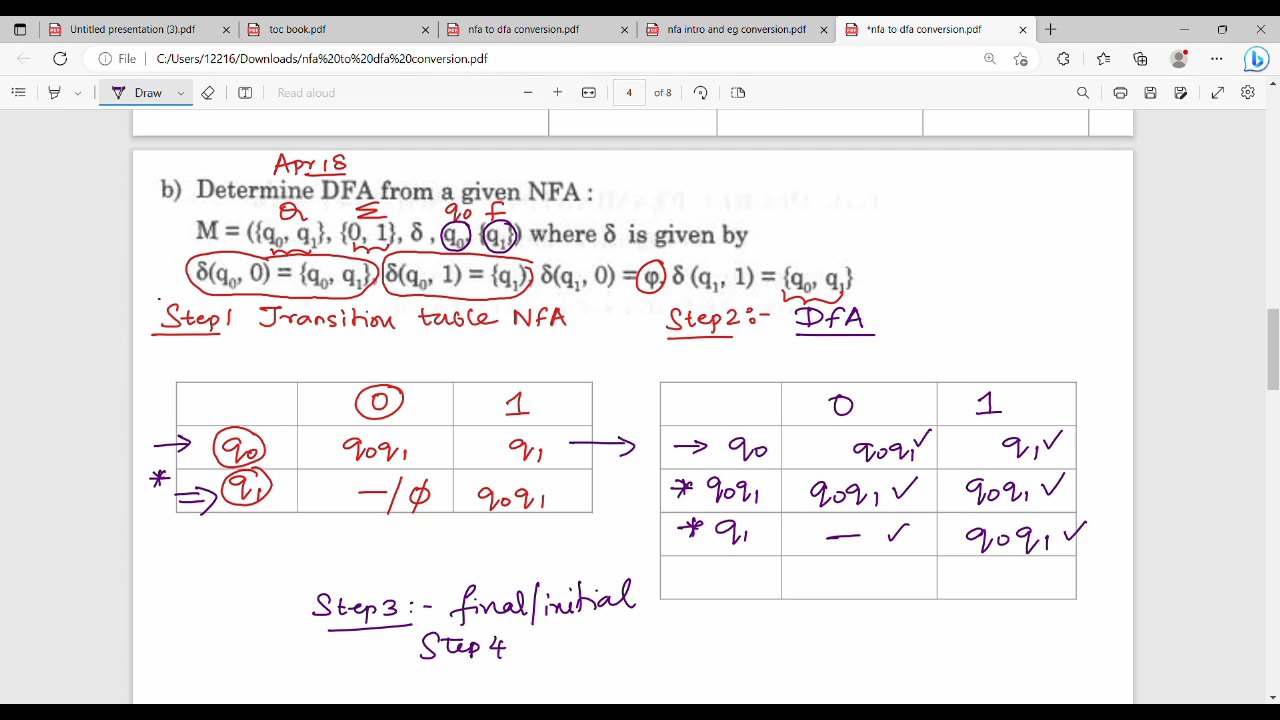 Untitled presentation (3).pdf
toc book.pdf
nfa to dfa conversion.pdf
nfa intro and eg conversion.pdf
*nfa to dfa conversion.pdf
File C:/Users/12216/Downloads/nfa%20to%20dfa%20conversion.pdf
Draw Read aloud 4 of 8
Apr 18
b) Determine DFA from a given NFA :
Q Σ q0 f
M = ({q₀, q₁}, {0, 1}, δ , q₀, {q₁}) where δ is given by
δ(q₀, 0) = {q₀, q₁}, δ(q₀, 1) = {q₁}, δ(q₁, 0) = φ, δ (q₁, 1) = {q₀, q₁}
Step1 Transition table NfA
Step2 :- DfA
0 1
→ q0 q0q1 q1 →
* ⇒ q1 —/ϕ q0q1
0 1
→ q0 q0q1 ✓ q1 ✓
* q0q1 q0q1 ✓ q0q1 ✓
* q1 — ✓ q0q1 ✓
Step3 :- final/initial
Step 4